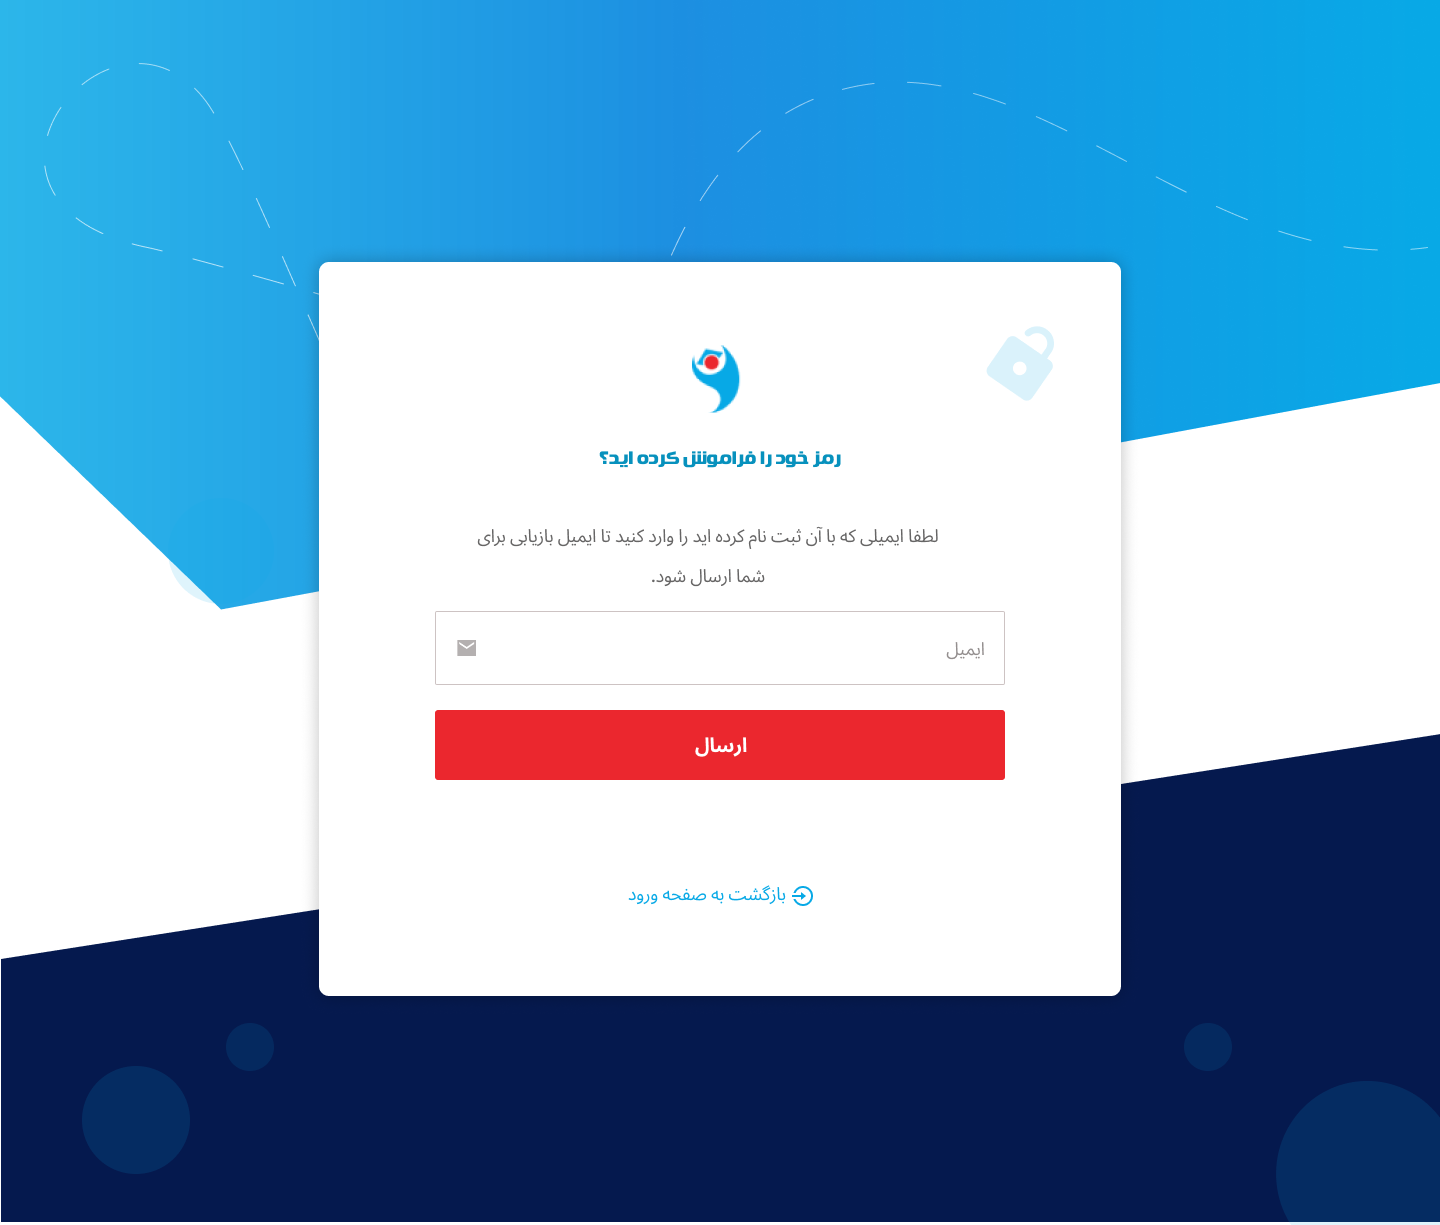 رمز خود را فراموش کرده اید؟
لطفا ایمیلی که با آن ثبت نام کرده اید را وارد کنید تا ایمیل بازیابی برای
شما ارسال شود.
ایمیل
ارسال
بازگشت به صفحه ورود